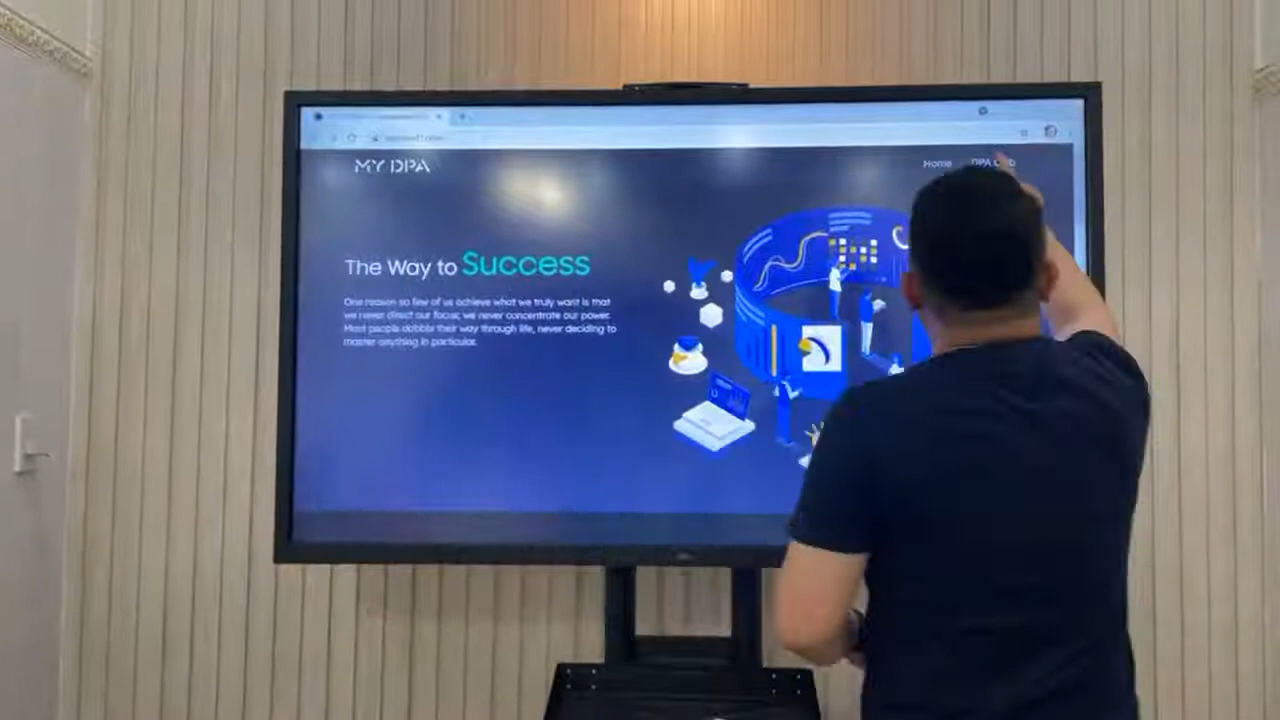 MY DPA
Home DPA
The Way to Success
One reason so few of us achieve what we truly want is that
we never direct our focus; we never concentrate our power.
Most people dabble their way through life, never deciding to
master anything in particular.